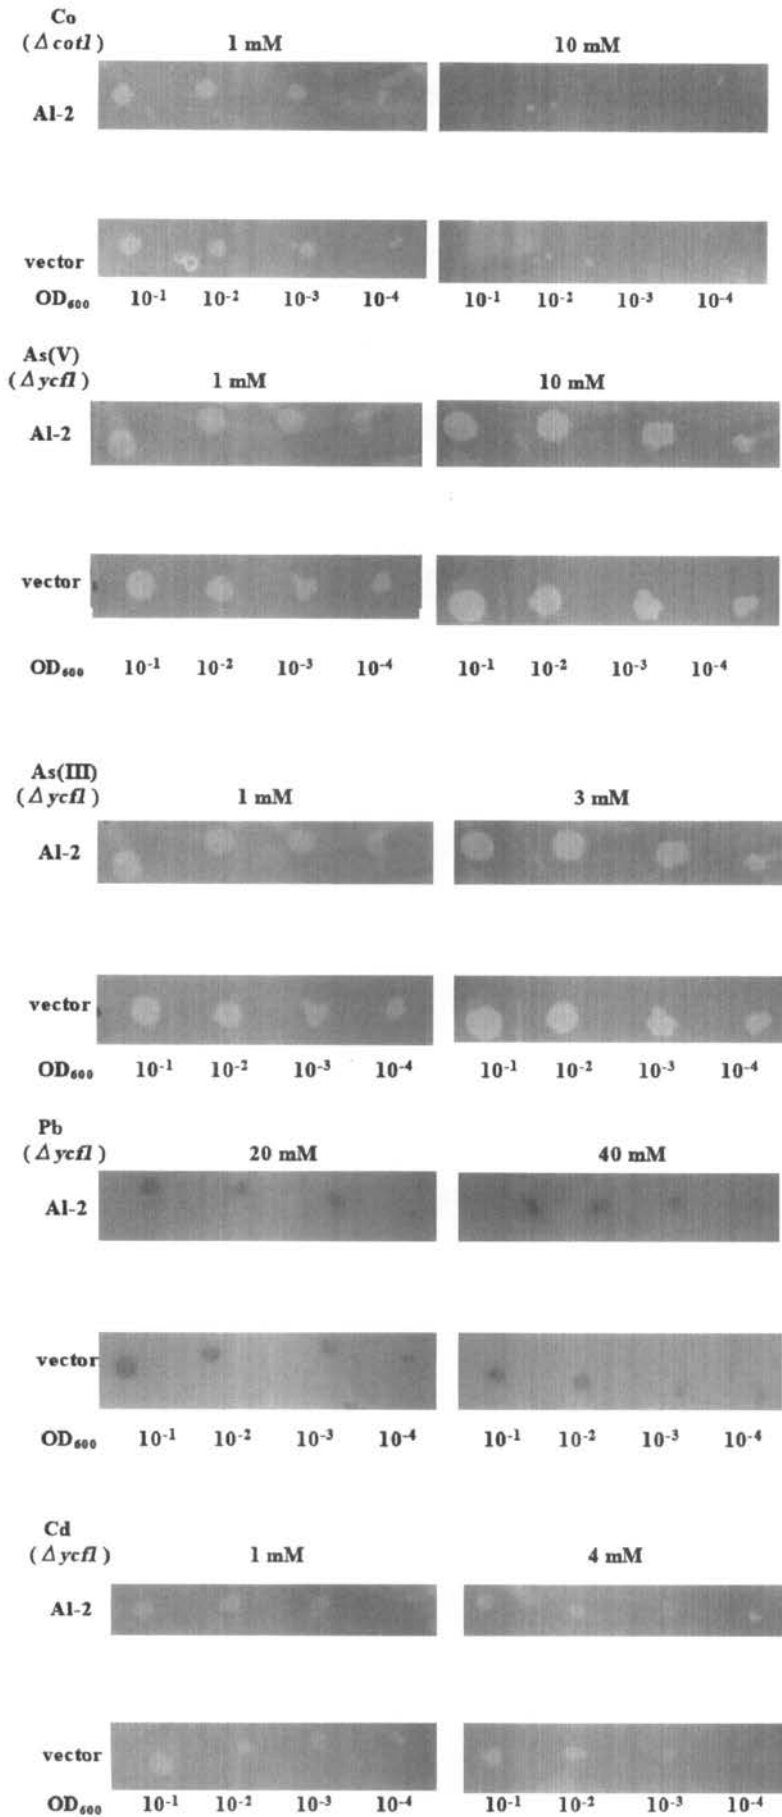 Co
(Δcot1) 1 mM 10 mM
Al-2
vector
OD₆₀₀ 10⁻¹ 10⁻² 10⁻³ 10⁻⁴ 10⁻¹ 10⁻² 10⁻³ 10⁻⁴
As(V)
(Δycf1) 1 mM 10 mM
Al-2
vector
OD₆₀₀ 10⁻¹ 10⁻² 10⁻³ 10⁻⁴ 10⁻¹ 10⁻² 10⁻³ 10⁻⁴
As(III)
(Δycf1) 1 mM 3 mM
Al-2
vector
OD₆₀₀ 10⁻¹ 10⁻² 10⁻³ 10⁻⁴ 10⁻¹ 10⁻² 10⁻³ 10⁻⁴
Pb
(Δycf1) 20 mM 40 mM
Al-2
vector
OD₆₀₀ 10⁻¹ 10⁻² 10⁻³ 10⁻⁴ 10⁻¹ 10⁻² 10⁻³ 10⁻⁴
Cd
(Δycf1) 1 mM 4 mM
Al-2
vector
OD₆₀₀ 10⁻¹ 10⁻² 10⁻³ 10⁻⁴ 10⁻¹ 10⁻² 10⁻³ 10⁻⁴